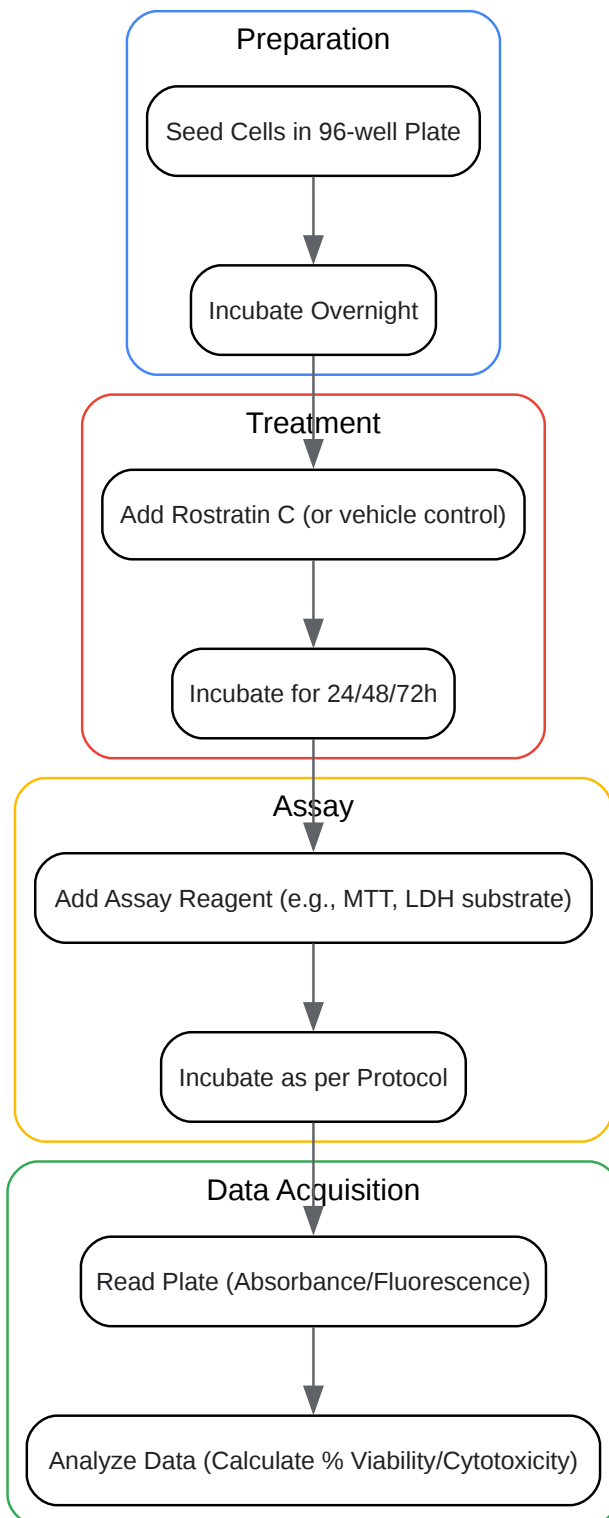 Preparation
Seed Cells in 96-well Plate
Incubate Overnight
Treatment
Add Rostratin C (or vehicle control)
Incubate for 24/48/72h
Assay
Add Assay Reagent (e.g., MTT, LDH substrate)
Incubate as per Protocol
Data Acquisition
Read Plate (Absorbance/Fluorescence)
Analyze Data (Calculate % Viability/Cytotoxicity)